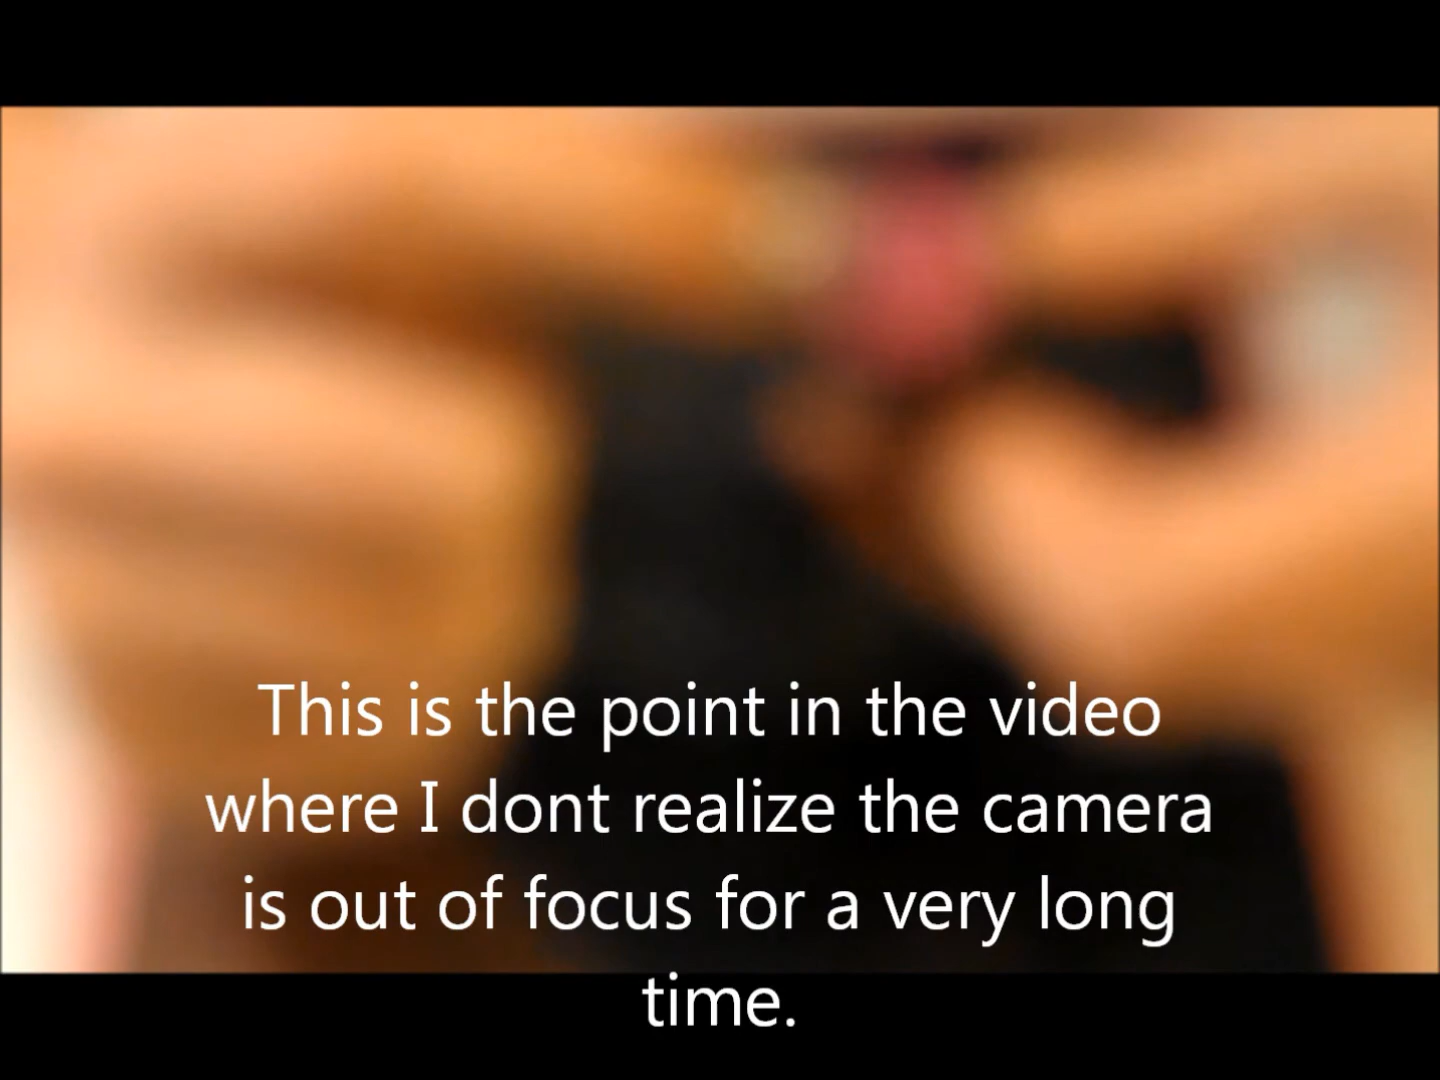 This is the point in the video
where I dont realize the camera
is out of focus for a very long
time.